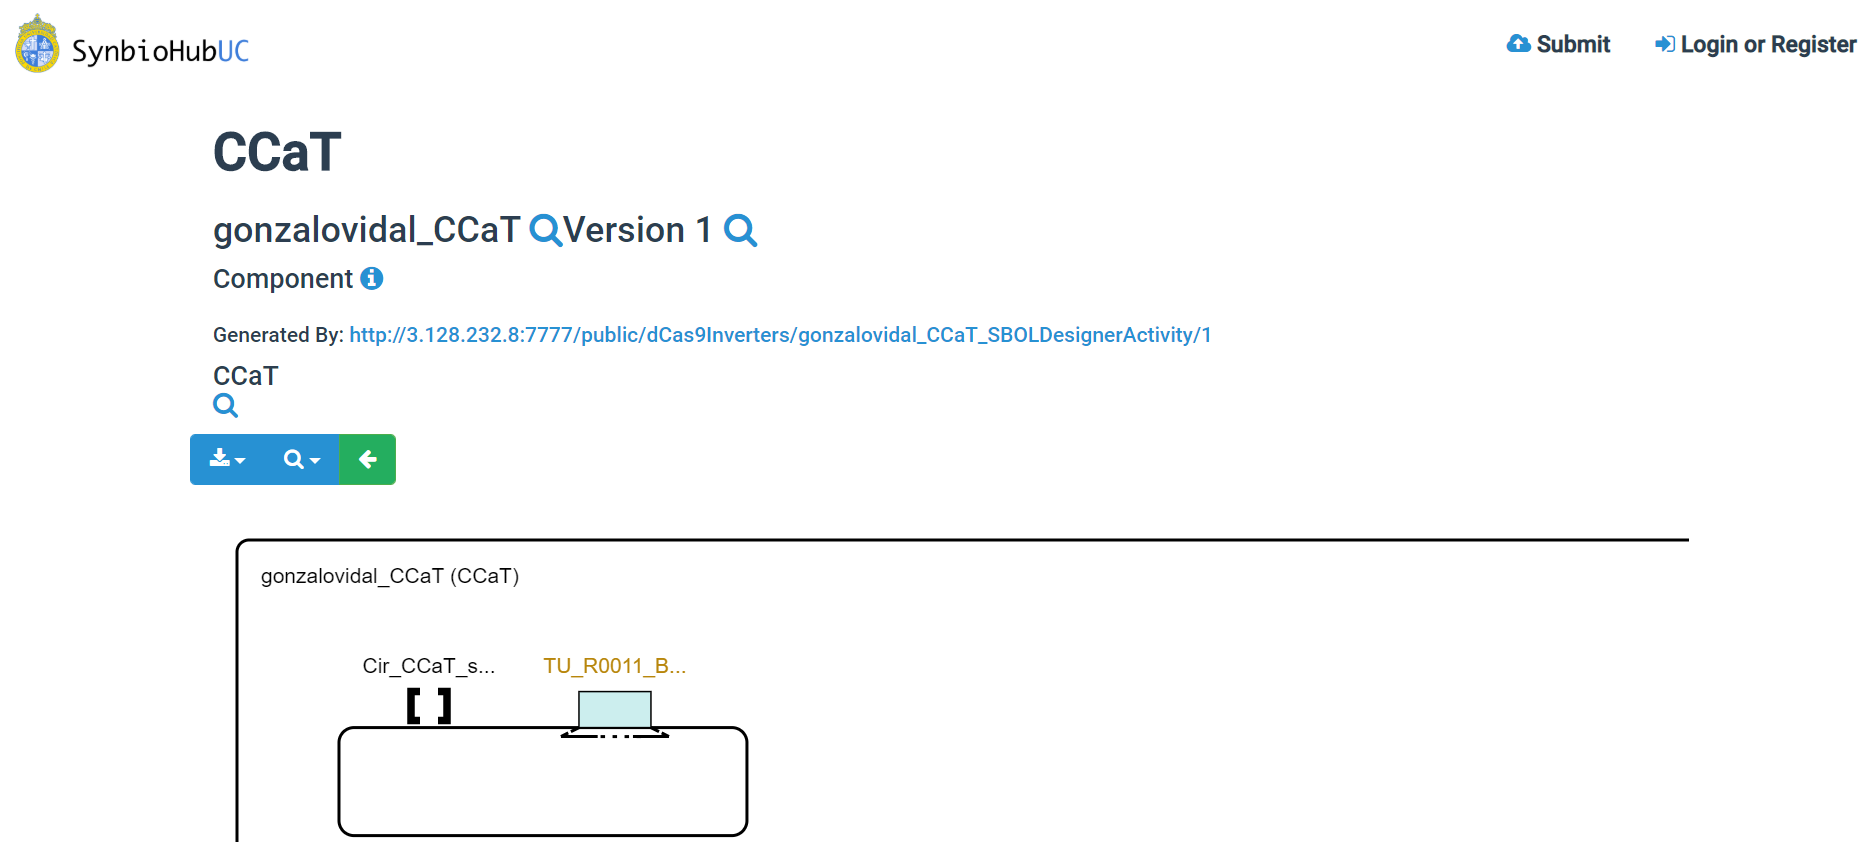 SynbioHubUC
Submit
Login or Register
CCaT
gonzalovidal_CCaT Version 1
Component
Generated By: http://3.128.232.8:7777/public/dCas9Inverters/gonzalovidal_CCaT_SBOLDesignerActivity/1
CCaT
gonzalovidal_CCaT (CCaT)
Cir_CCaT_s...
TU_R0011_B...